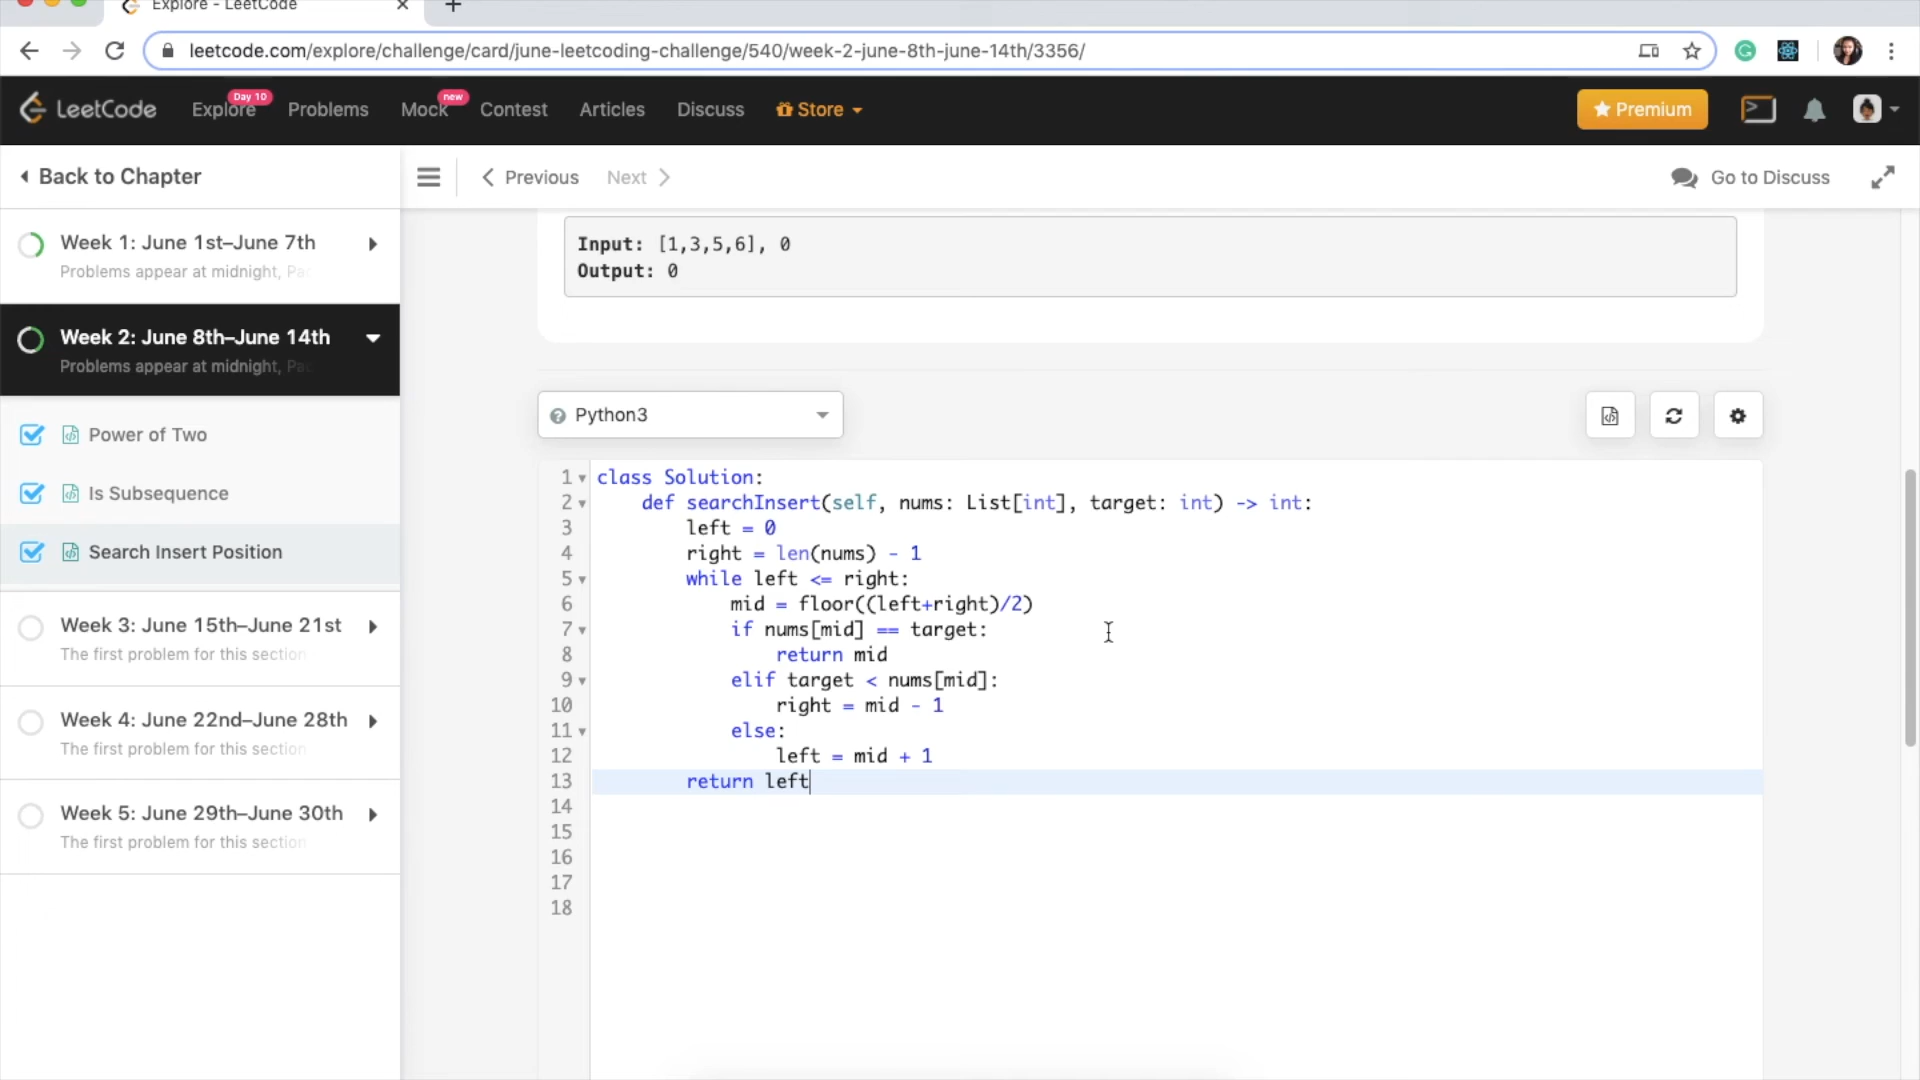 Explore - LeetCode
leetcode.com/explore/challenge/card/june-leetcoding-challenge/540/week-2-june-8th-june-14th/3356/
LeetCode Explore Day 10 Problems Mock new Contest Articles Discuss Store Premium
Back to Chapter
Previous Next Go to Discuss
Week 1: June 1st–June 7th
Problems appear at midnight, Pac
Week 2: June 8th–June 14th
Problems appear at midnight, Pac
Power of Two
Is Subsequence
Search Insert Position
Week 3: June 15th–June 21st
The first problem for this section
Week 4: June 22nd–June 28th
The first problem for this section
Week 5: June 29th–June 30th
The first problem for this section
Input: [1,3,5,6], 0
Output: 0
Python3
1 class Solution:
2 def searchInsert(self, nums: List[int], target: int) -> int:
3 left = 0
4 right = len(nums) - 1
5 while left <= right:
6 mid = floor((left+right)/2)
7 if nums[mid] == target:
8 return mid
9 elif target < nums[mid]:
10 right = mid - 1
11 else:
12 left = mid + 1
13 return left
14
15
16
17
18